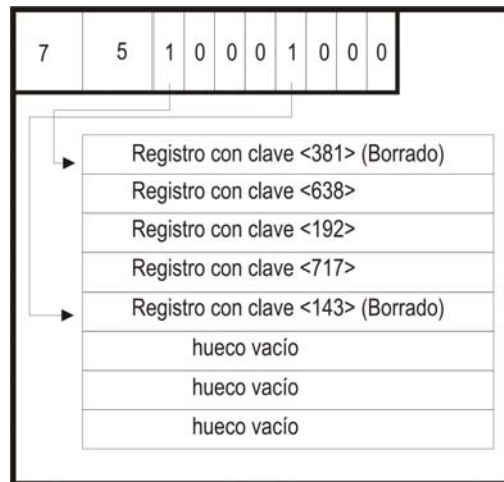 7 5 1 0 0 0 1 0 0 0
Registro con clave <381> (Borrado)
Registro con clave <638>
Registro con clave <192>
Registro con clave <717>
Registro con clave <143> (Borrado)
hueco vacío
hueco vacío
hueco vacío